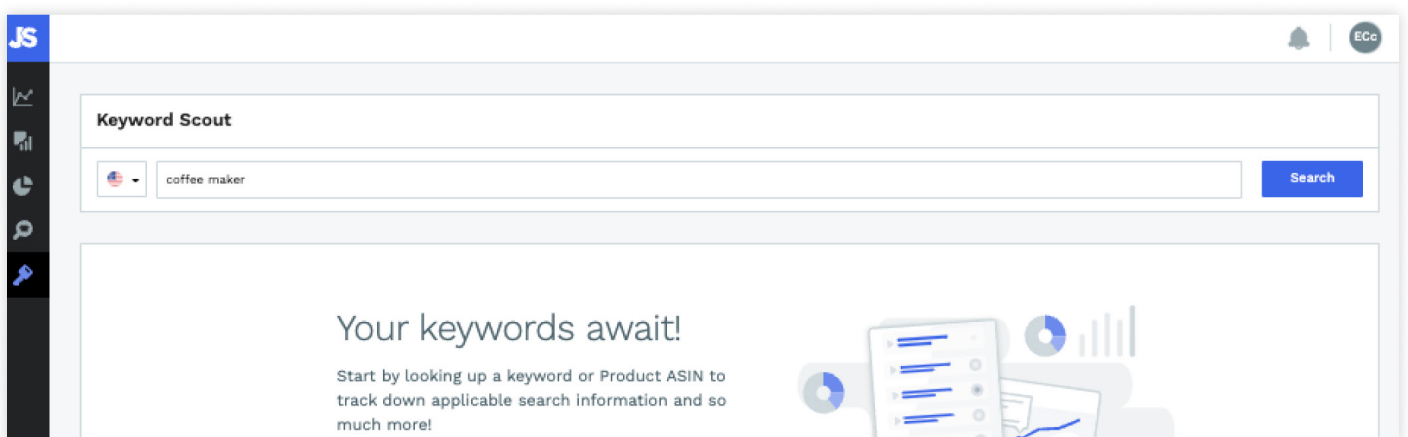 JS
ECc
Keyword Scout
coffee maker
Search
Your keywords await!
Start by looking up a keyword or Product ASIN to
track down applicable search information and so
much more!